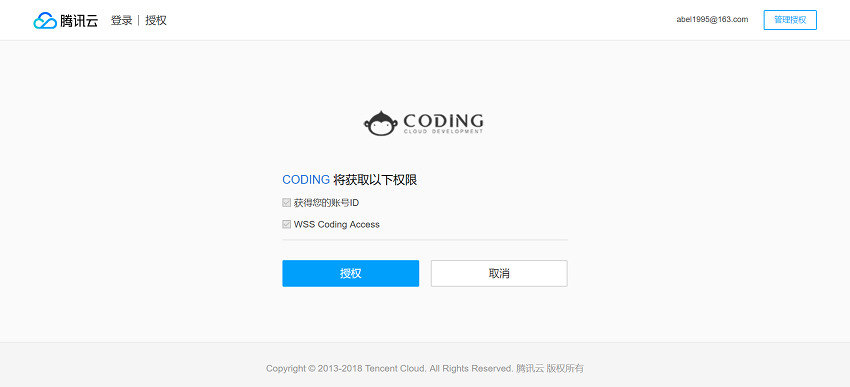 腾讯云 登录 | 授权 abel1995@163.com 管理授权
CODING
CLOUD DEVELOPMENT
CODING 将获取以下权限
获得您的账号ID
WSS Coding Access
授权 取消
Copyright © 2013-2018 Tencent Cloud. All Rights Reserved. 腾讯云 版权所有